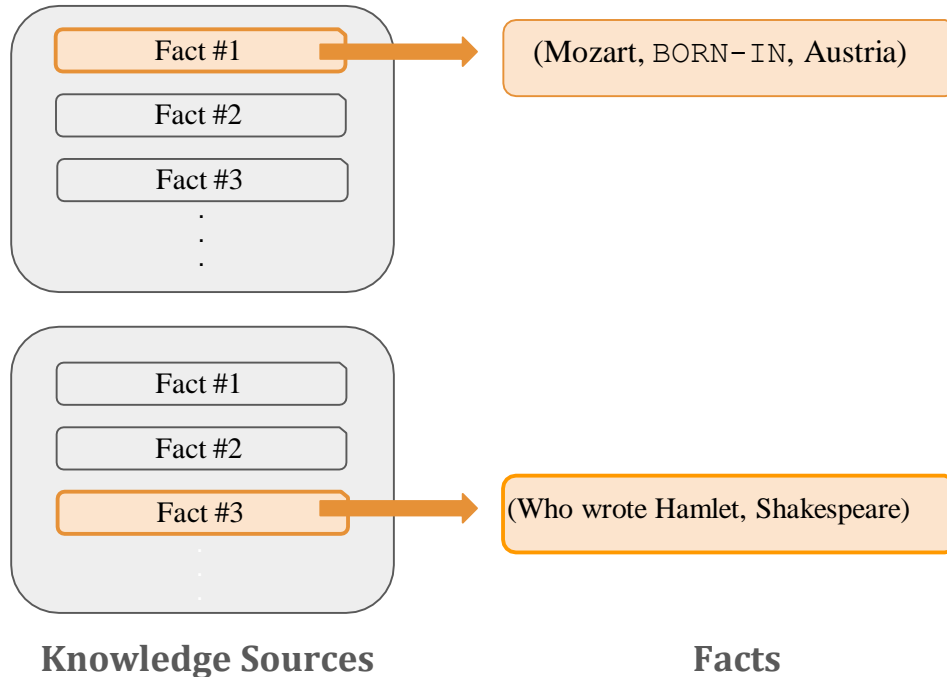 Fact #1
(Mozart, BORN-IN, Austria)
Fact #2
Fact #3
.
.
.
Fact #1
Fact #2
Fact #3
(Who wrote Hamlet, Shakespeare)
.
.
.
Knowledge Sources
Facts